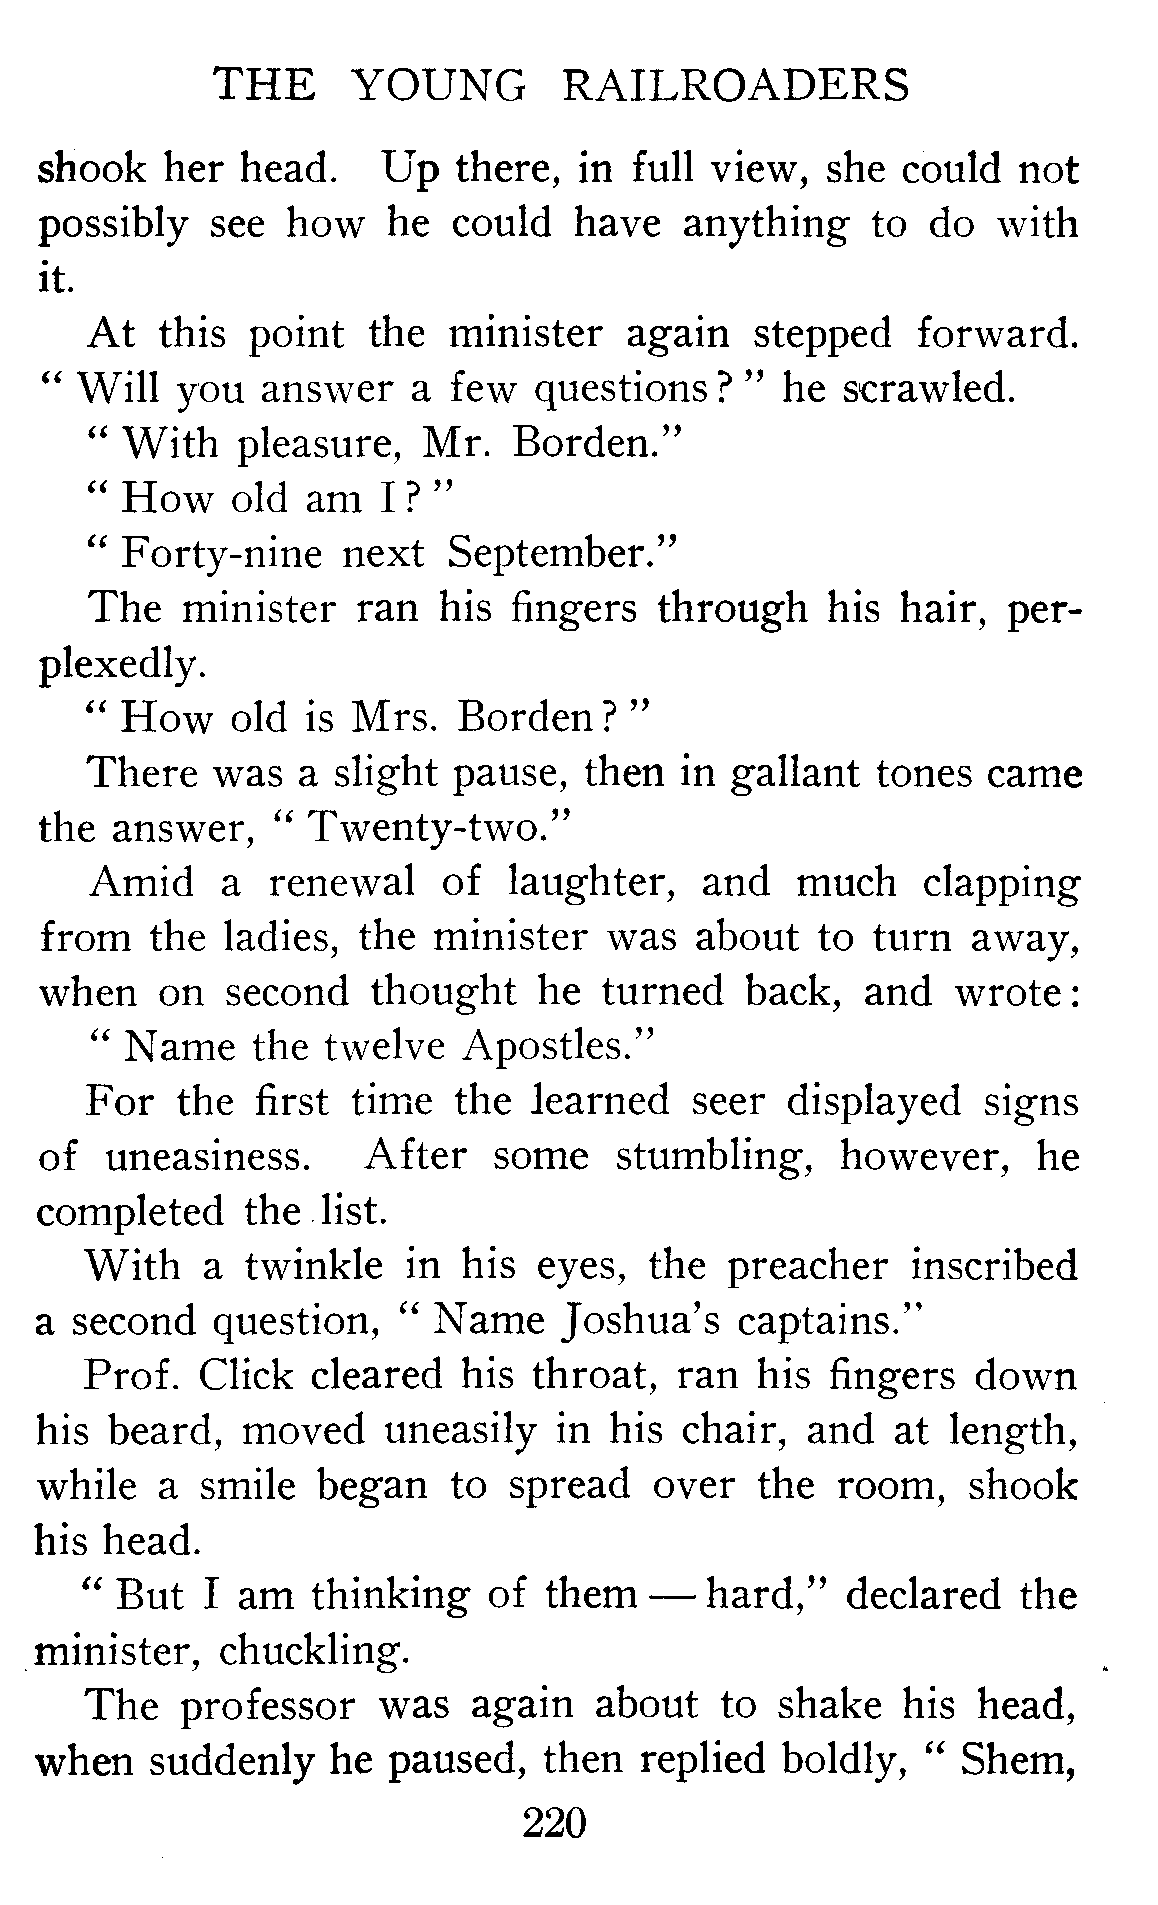 THE YOUNG RAILROADERS
shook her head. Up there, in full view, she could not
possibly see how he could have anything to do with
it.
At this point the minister again stepped forward.
" Will you answer a few questions? " he scrawled.
" With pleasure, Mr. Borden."
" How old am I? "
" Forty-nine next September."
The minister ran his fingers through his hair, per-
plexedly.
" How old is Mrs. Borden? "
There was a slight pause, then in gallant tones came
the answer, " Twenty-two."
Amid a renewal of laughter, and much clapping
from the ladies, the minister was about to turn away,
when on second thought he turned back, and wrote:
" Name the twelve Apostles."
For the first time the learned seer displayed signs
of uneasiness. After some stumbling, however, he
completed the list.
With a twinkle in his eyes, the preacher inscribed
a second question, " Name Joshua's captains."
Prof. Click cleared his throat, ran his fingers down
his beard, moved uneasily in his chair, and at length,
while a smile began to spread over the room, shook
his head.
" But I am thinking of them — hard," declared the
minister, chuckling.
The professor was again about to shake his head,
when suddenly he paused, then replied boldly, " Shem,
220